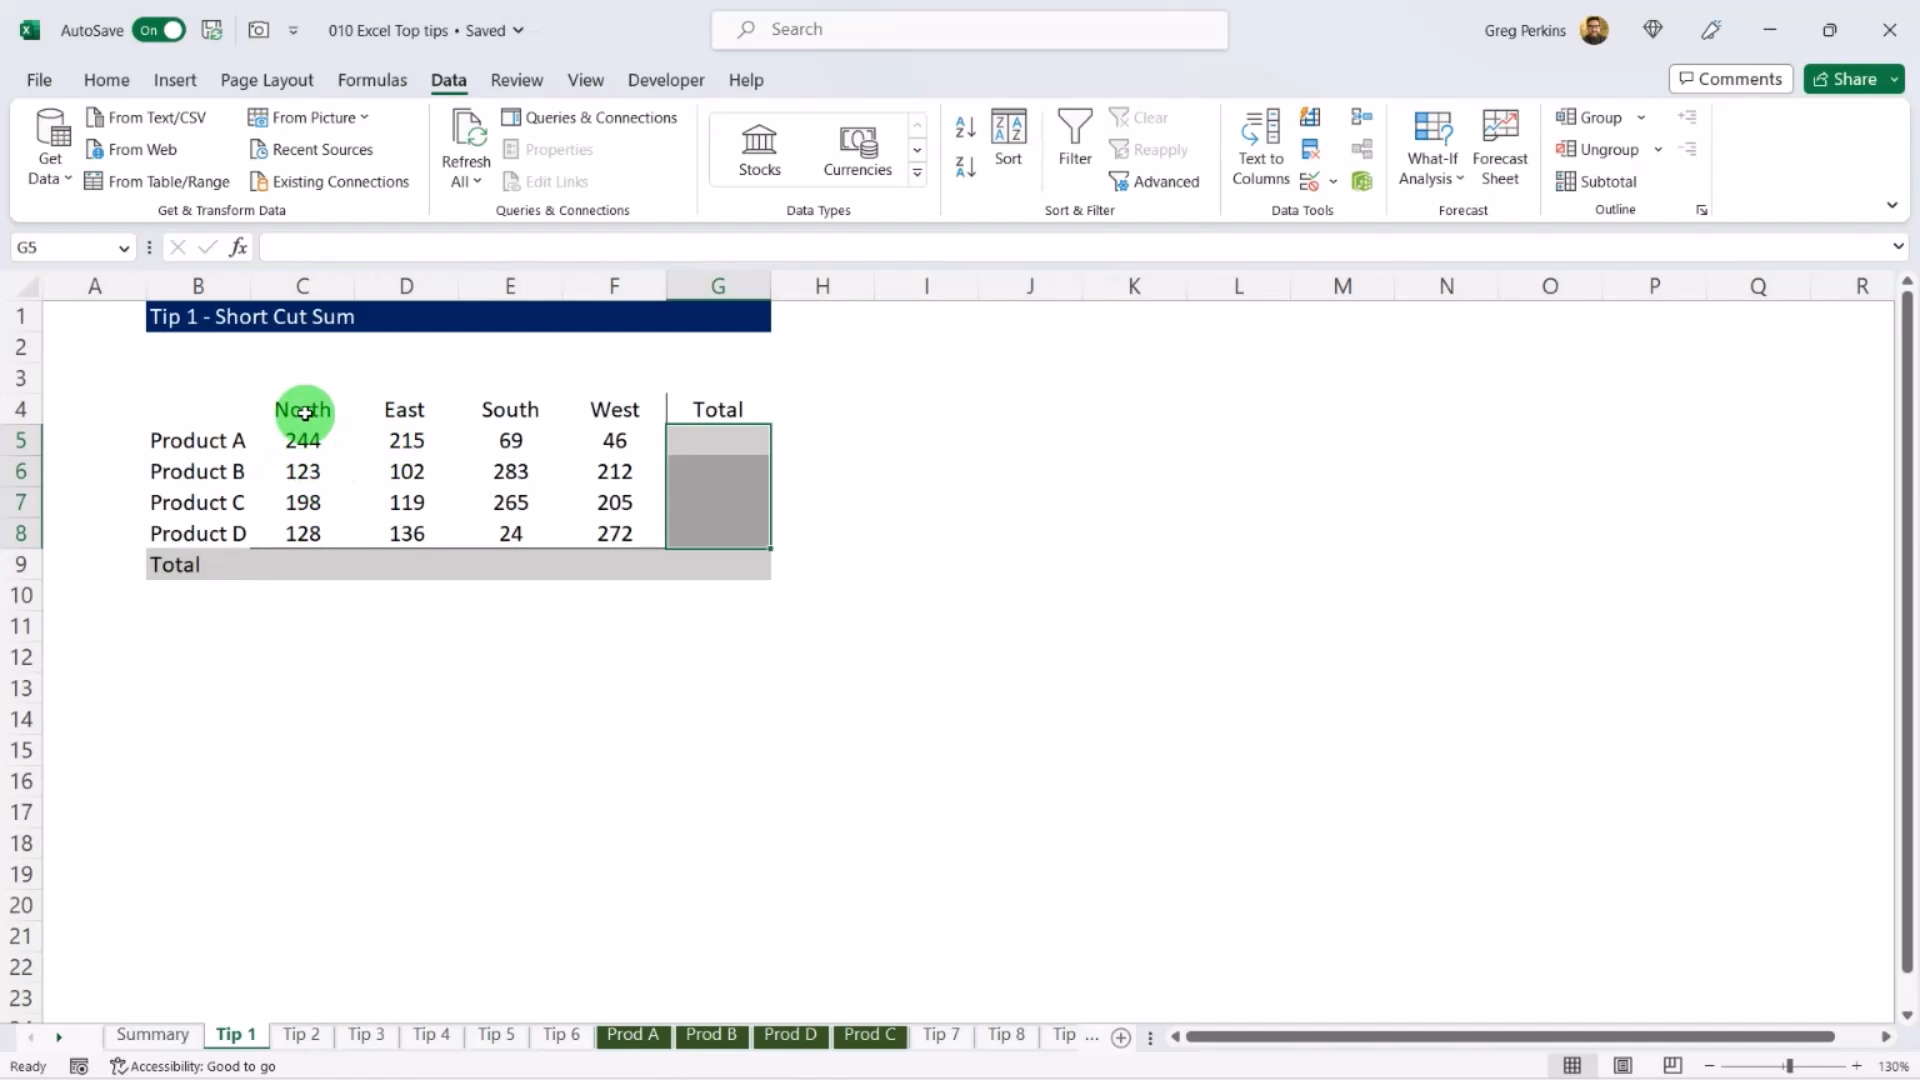 AutoSave On 010 Excel Top tips • Saved Search Greg Perkins
File Home Insert Page Layout Formulas Data Review View Developer Help Comments Share
Get Data
From Text/CSV
From Web
From Table/Range
From Picture
Recent Sources
Existing Connections
Get & Transform Data
Refresh All
Queries & Connections
Properties
Edit Links
Queries & Connections
Stocks
Currencies
Data Types
Sort
Filter
Clear
Reapply
Advanced
Sort & Filter
Text to Columns
Data Tools
What-If Analysis
Forecast Sheet
Forecast
Group
Ungroup
Subtotal
Outline
G5 fx
A B C D E F G H I J K L M N O P Q R
1 Tip 1 - Short Cut Sum
2
3
4 North East South West Total
5 Product A 244 215 69 46
6 Product B 123 102 283 212
7 Product C 198 119 265 205
8 Product D 128 136 24 272
9 Total
10
11
12
13
14
15
16
17
18
19
20
21
22
23
Summary Tip 1 Tip 2 Tip 3 Tip 4 Tip 5 Tip 6 Prod A Prod B Prod D Prod C Tip 7 Tip 8 Tip ...
Ready Accessibility: Good to go 130%